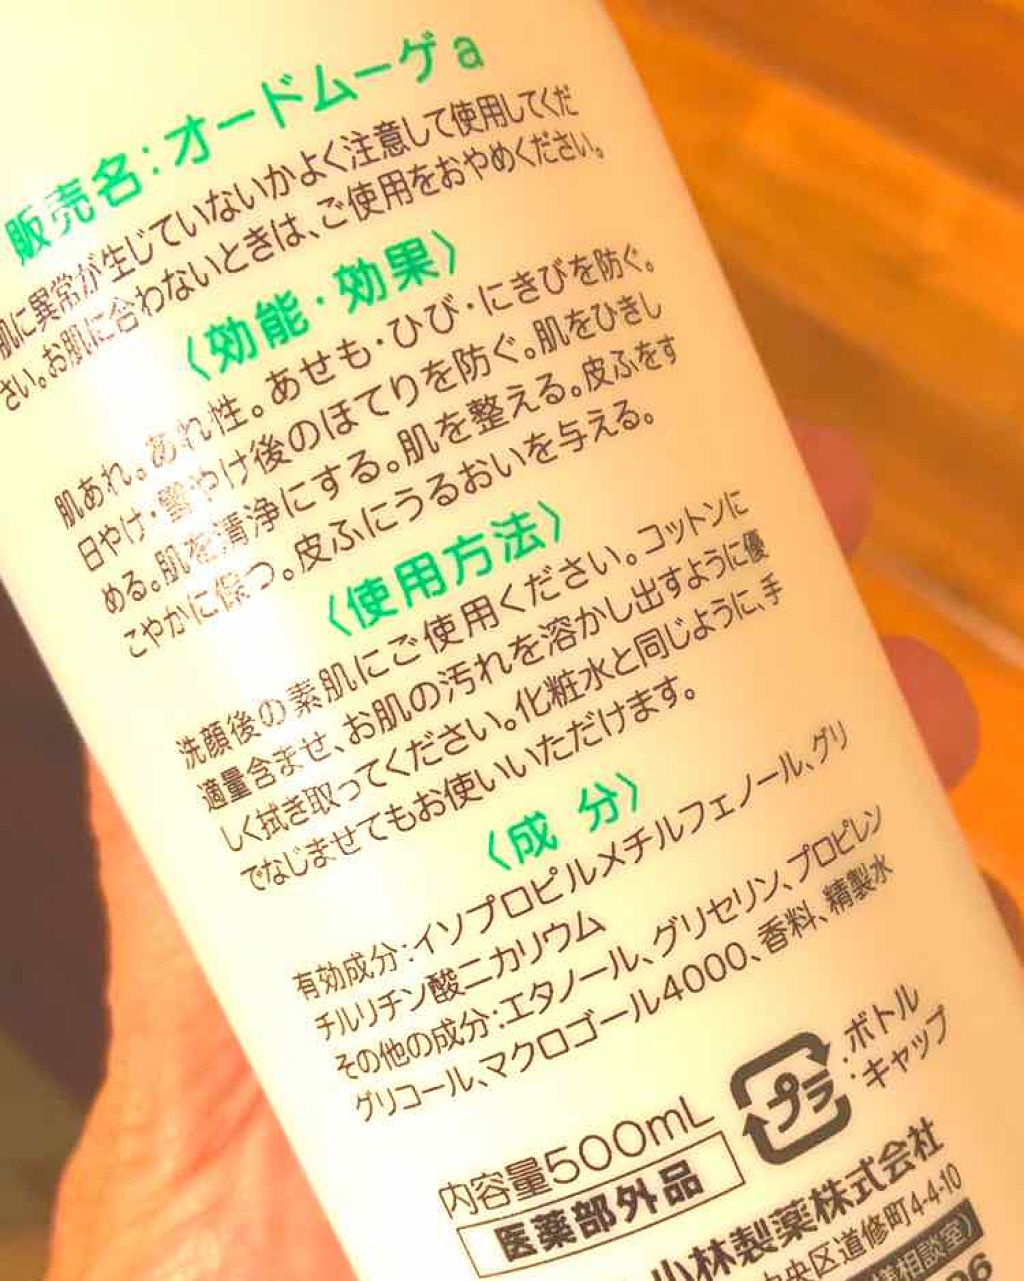 販売名:オードムーゲa
肌に異常が生じていないかよく注意して使用してくだ
さい。お肌に合わないときは、ご使用をおやめください。
〈効能・効果〉
肌あれ。あれ性。あせも・ひび・にきびを防ぐ。
日やけ・雪やけ後のほてりを防ぐ。肌をひきし
める。肌を清浄にする。肌を整える。皮ふをす
こやかに保つ。皮ふにうるおいを与える。
〈使用方法〉
洗顔後の素肌にご使用ください。コットンに
適量含ませ、お肌の汚れを溶かし出すように優
しく拭き取ってください。化粧水と同じように、手
でなじませてもお使いいただけます。
〈成 分〉
有効成分:イソプロピルメチルフェノール、グリ
チルリチン酸ニカリウム
その他の成分:エタノール、グリセリン、プロピレン
グリコール、マクロゴール4000、香料、精製水
プラ
:ボトル
:キャップ
内容量500mL
医薬部外品
小林製薬株式会社
中央区道修町4-4-10
相談室)